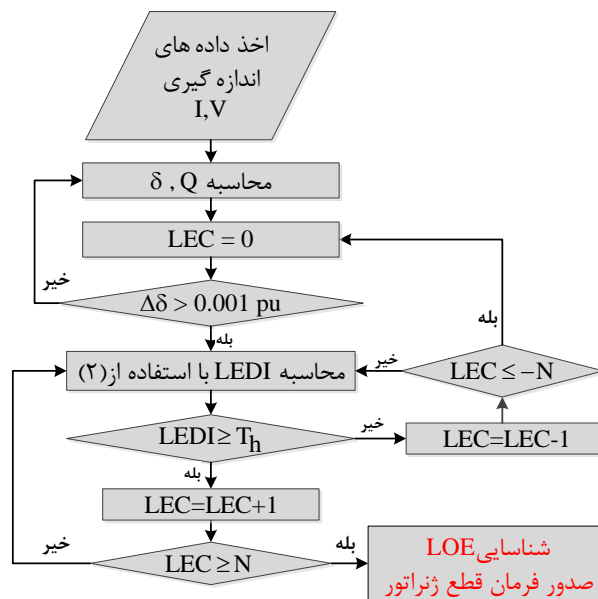 اخذ داده های
اندازه گیری
I,V
محاسبه δ , Q
LEC = 0
خیر
Δδ > 0.001 pu
بله
بله
محاسبه LEDI با استفاده از(۲)
خیر
LEC ≤ −N
LEDI ≥ Th
خیر
LEC=LEC-1
بله
LEC=LEC+1
خیر
LEC ≥ N
بله
شناسایی LOE
صدور فرمان قطع ژنراتور